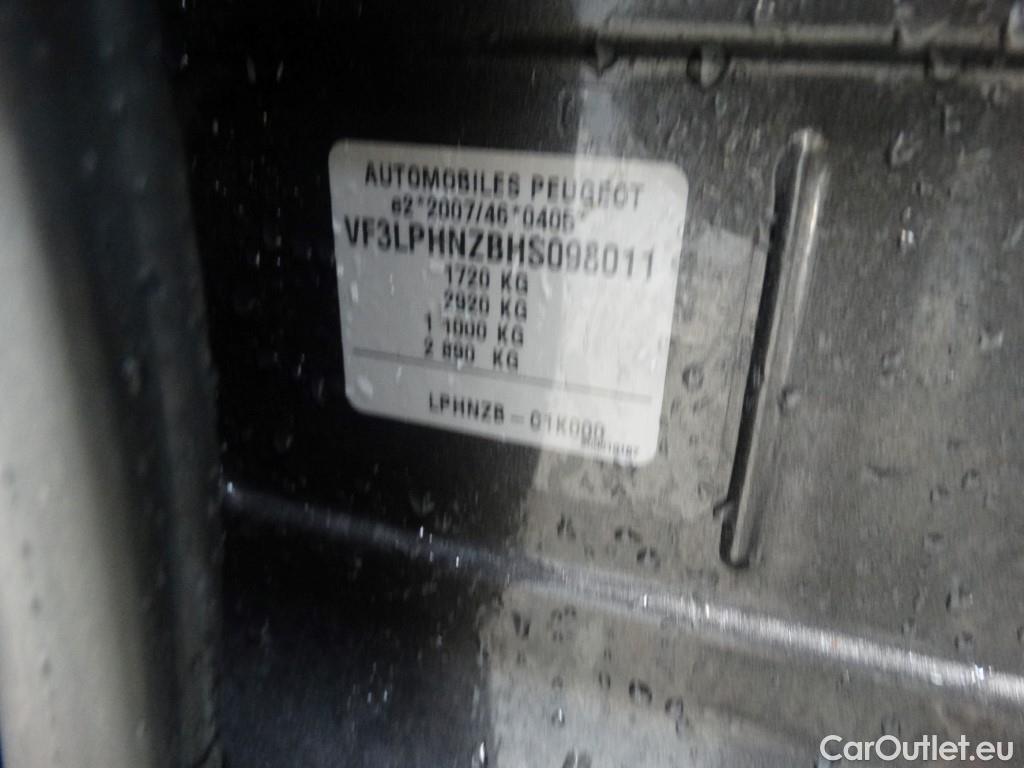 AUTOMOBILES PEUGEOT
e2*2007/46*0405*
VF3LPHNZBHS098011
1720 KG
2920 KG
1 1000 KG
2 890 KG
LPHNZB - 01K000
CarOutlet.eu